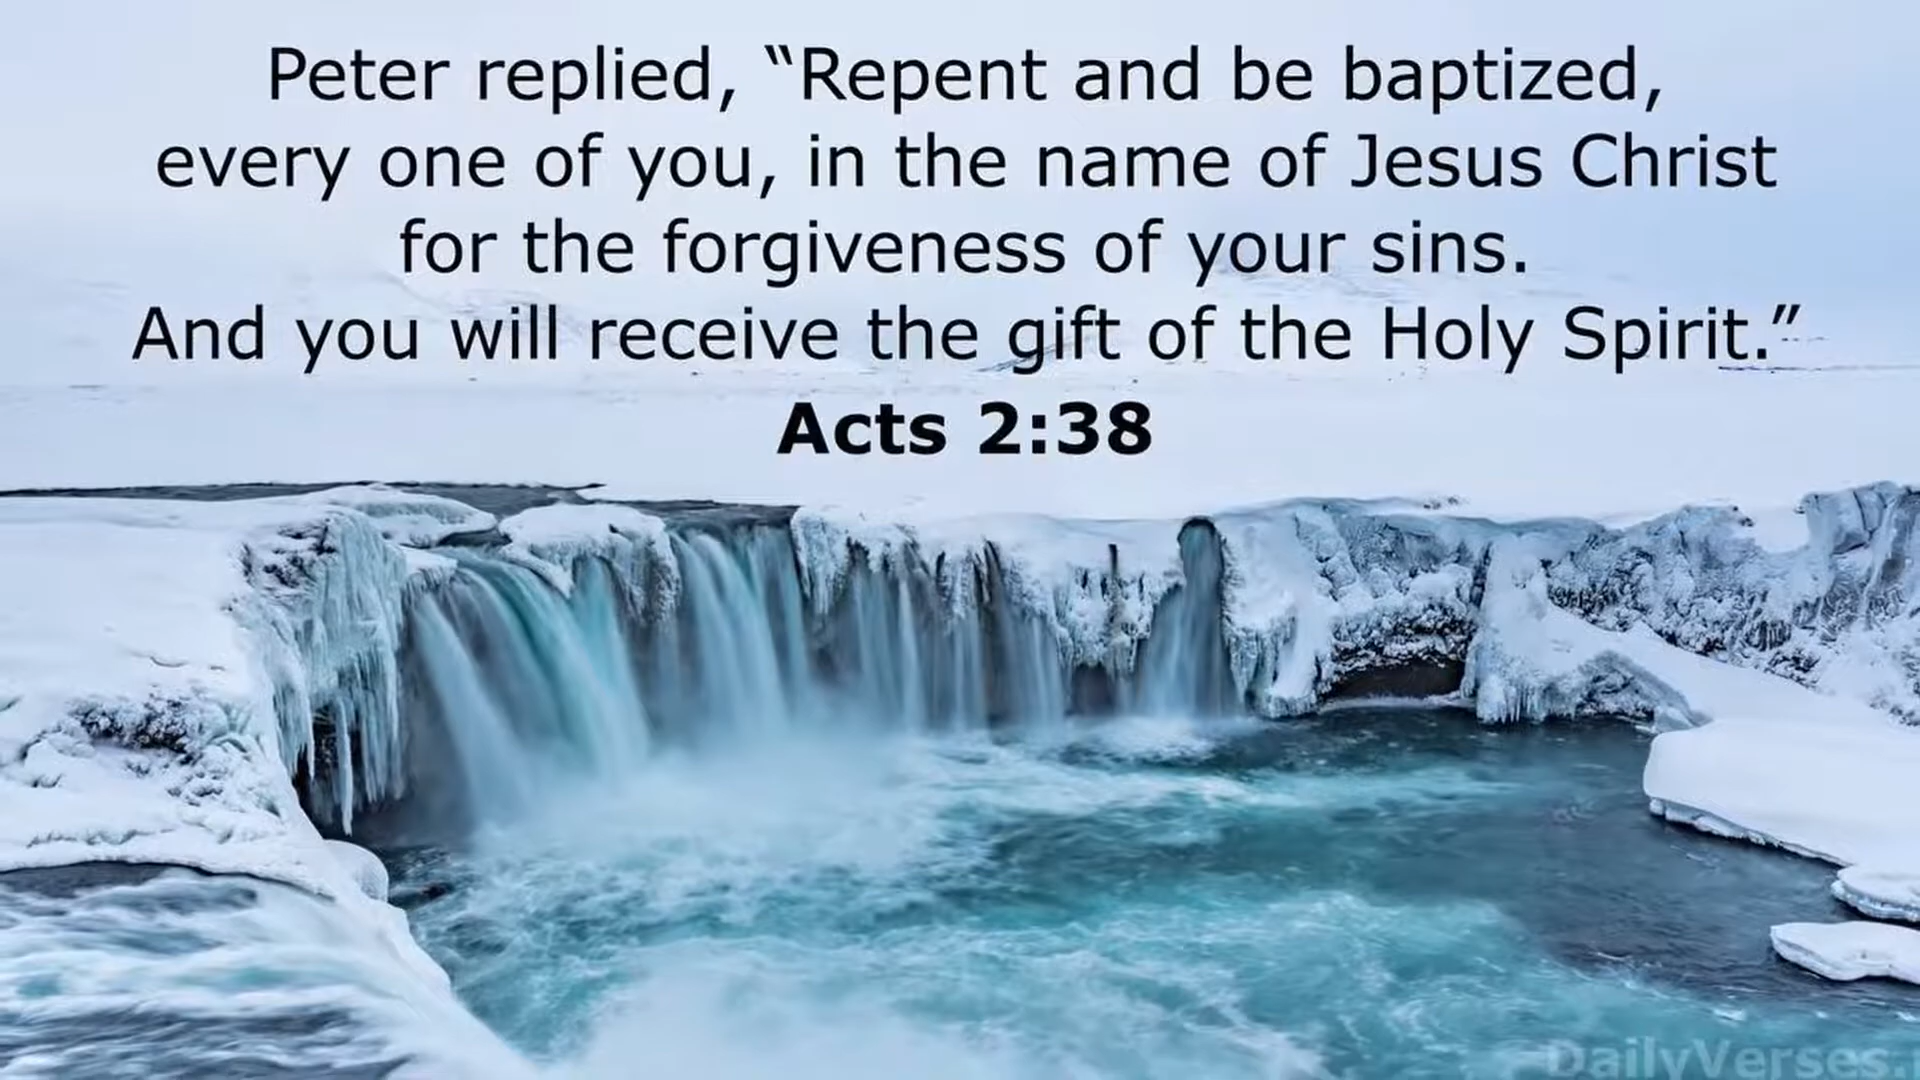 Peter replied, “Repent and be baptized,
every one of you, in the name of Jesus Christ
for the forgiveness of your sins.
And you will receive the gift of the Holy Spirit.”
Acts 2:38
DailyVerses.